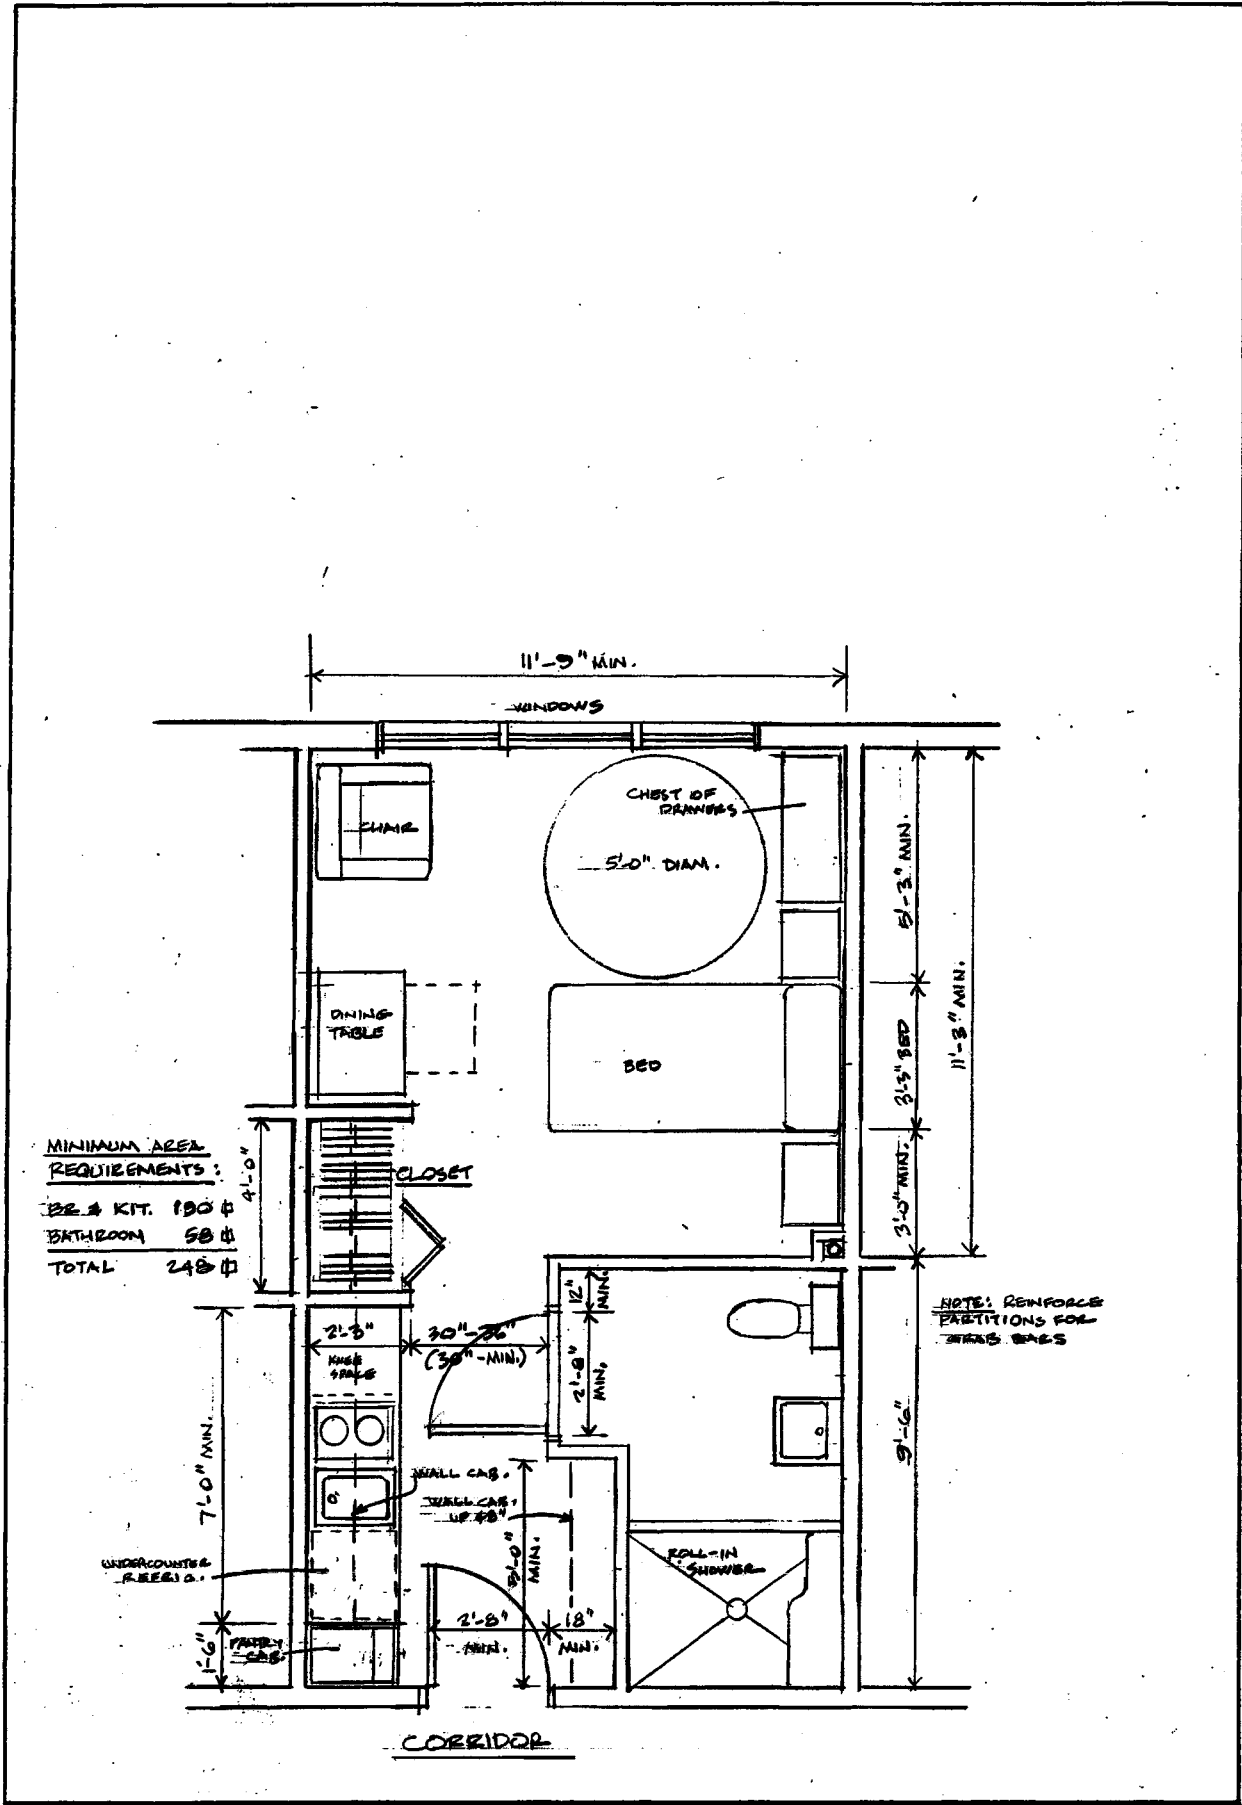 11'-9" MIN.
WINDOWS
CHEST OF
DRAWERS
CHAIR
5'-0" DIAM.
5'-3" MIN.
11'-3" MIN.
DINING
TABLE
BED
3'-3" BED
3'-0" MIN.
MINIMUM AREA
REQUIREMENTS:
BR & KIT. 190
BATHROOM 58
TOTAL 248
4'-0"
CLOSET
12"
MIN.
NOTE: REINFORCE
PARTITIONS FOR
GRAB BARS
2'-3"
30"-36"
(36"-MIN.)
KNEE
SPACE
2'-8"
MIN.
9'-6"
7'-0" MIN.
WALL CAB.
WALL CAB.
UP 48"
5'-0"
MIN.
ROLL-IN
SHOWER
UNDERCOUNTER
REFRIG.
2'-8"
MIN.
18"
MIN.
1'-6"
PANTRY
CAB.
CORRIDOR